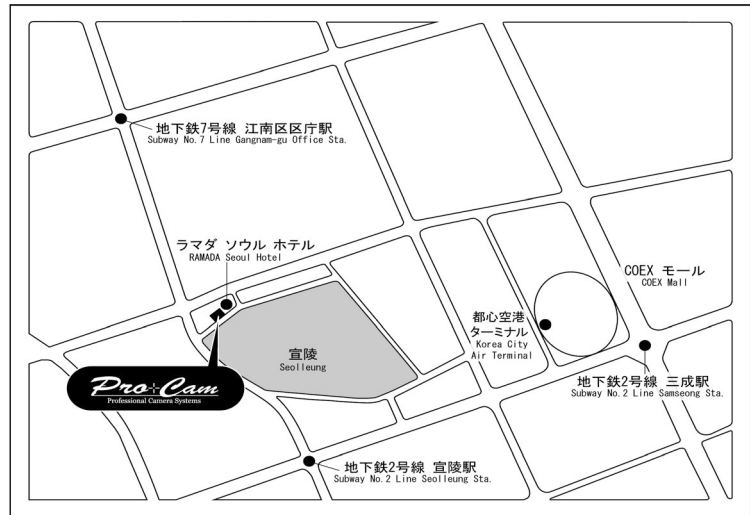 地下鉄7号線 江南区区庁駅
Subway No.7 Line Gangnam-gu Office Sta.
ラマダ ソウル ホテル
RAMADA Seoul Hotel
COEX モール
COEX Mall
都心空港
ターミナル
Korea City
Air Terminal
宣陵
Seolleung
Pro Cam
Professional Camera Systems
地下鉄2号線 三成駅
Subway No.2 Line Samseong Sta.
地下鉄2号線 宣陵駅
Subway No.2 Line Seolleung Sta.